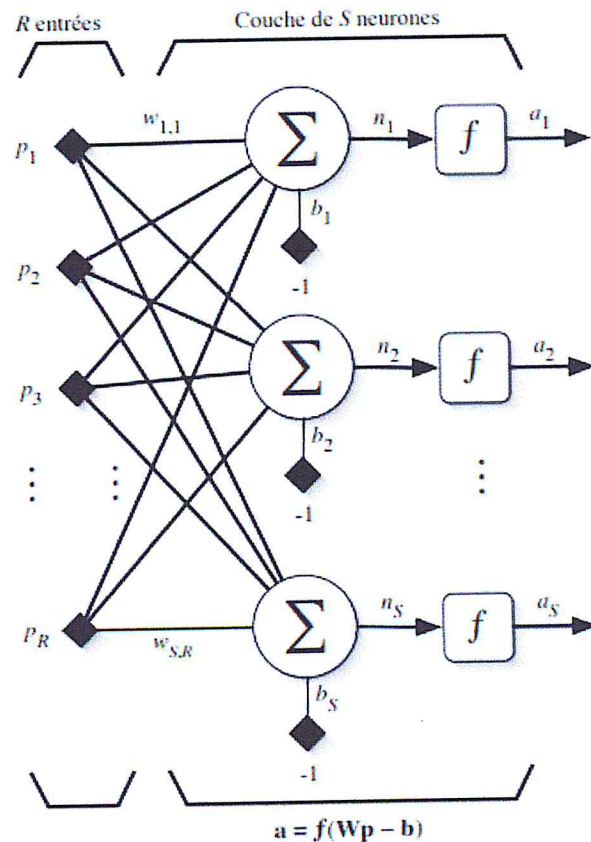 R entrées
Couche de S neurones
p1 w1,1 Σ n1 f a1
b1
-1
p2
Σ n2 f a2
p3
b2
-1
⋮ ⋮ ⋮
pR wS,R Σ nS f aS
bS
-1
a = f(Wp − b)